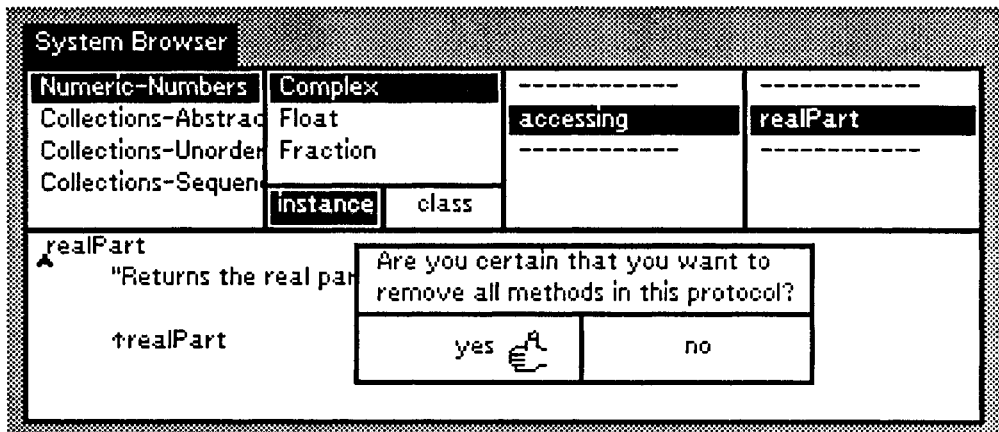 System Browser
Numeric-Numbers
Collections-Abstrac
Collections-Unorder
Collections-Sequen
Complex
Float
Fraction
instance class
------------
accessing
------------
------------
realPart
------------
realPart
"Returns the real par
↑realPart
Are you certain that you want to
remove all methods in this protocol?
yes no